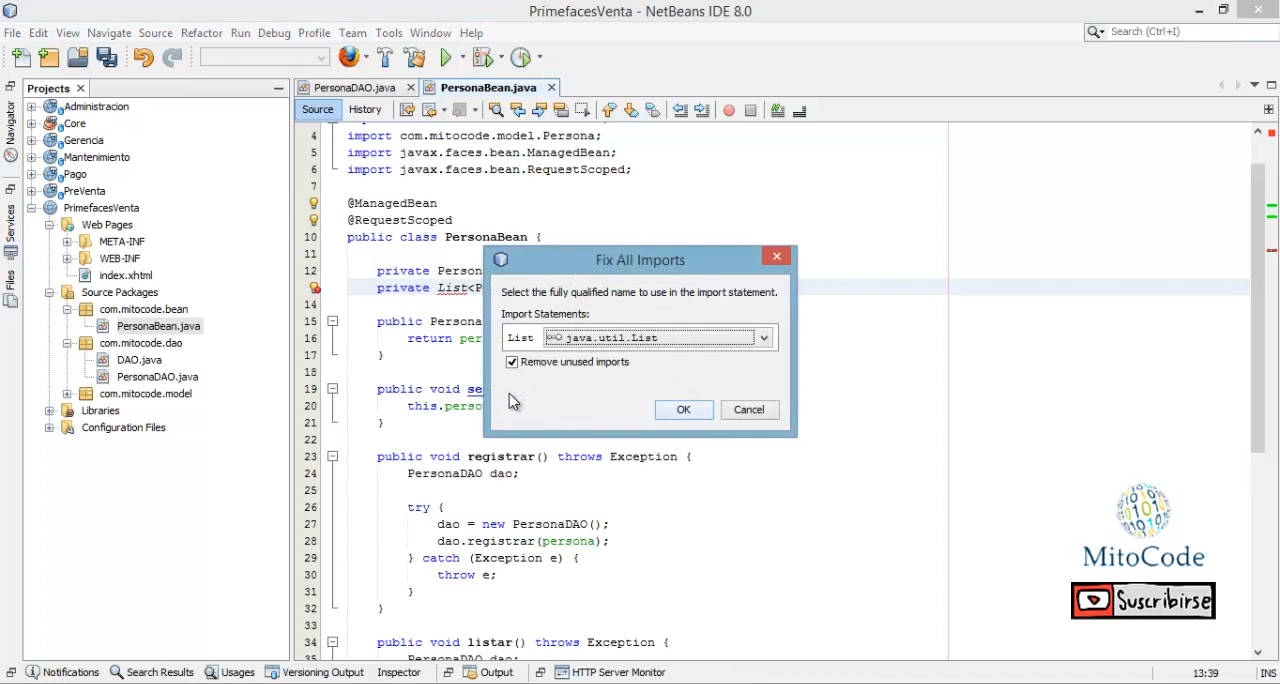 PrimefacesVenta - NetBeans IDE 8.0
File Edit View Navigate Source Refactor Run Debug Profile Team Tools Window Help
Search (Ctrl+I)
Projects
PersonaDAO.java
PersonaBean.java
Source
History
Navigator
Services
Files
Administracion
Core
Gerencia
Mantenimiento
Pago
PreVenta
PrimefacesVenta
Web Pages
META-INF
WEB-INF
index.xhtml
Source Packages
com.mitocode.bean
PersonaBean.java
com.mitocode.dao
DAO.java
PersonaDAO.java
com.mitocode.model
Libraries
Configuration Files
4 import com.mitocode.model.Persona;
5 import javax.faces.bean.ManagedBean;
6 import javax.faces.bean.RequestScoped;
7
8 @ManagedBean
9 @RequestScoped
10 public class PersonaBean {
11
12 private Person
13 private List<P
14
15 public Persona
16 return per
17 }
18
19 public void se
20 this.perso
21 }
22
23 public void registrar() throws Exception {
24 PersonaDAO dao;
25
26 try {
27 dao = new PersonaDAO();
28 dao.registrar(persona);
29 } catch (Exception e) {
30 throw e;
31 }
32 }
33
34 public void listar() throws Exception {
35 PersonaDAO dao;
Fix All Imports
Select the fully qualified name to use in the import statement.
Import Statements:
List java.util.List
Remove unused imports
OK Cancel
MitoCode
Suscribirse
Notifications Search Results Usages Versioning Output Inspector Output HTTP Server Monitor 13:39 INS